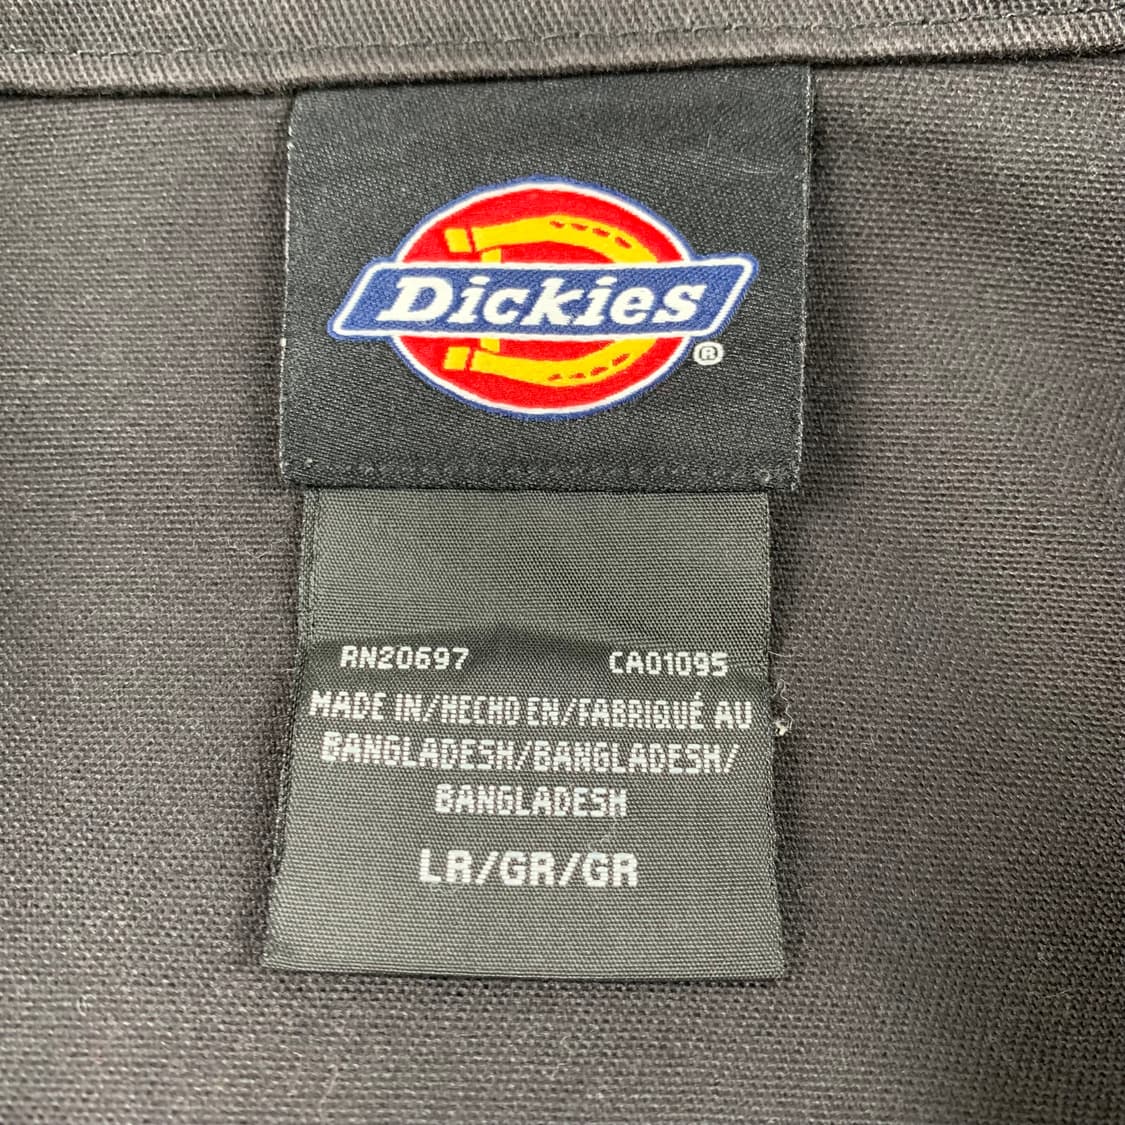 Dickies
®
RN20697 CA01095
MADE IN/HECHO EN/FABRIQUÉ AU
BANGLADESH/BANGLADESH/
BANGLADESH
LR/GR/GR